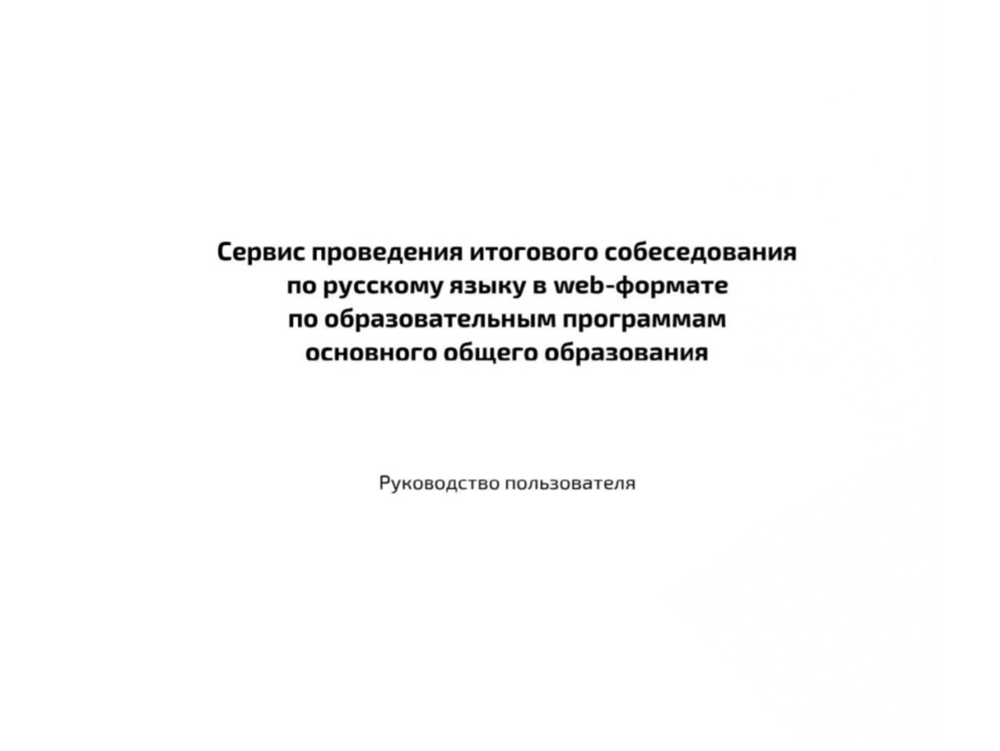 Сервис проведения итогового собеседования
по русскому языку в web-формате
по образовательным программам
основного общего образования
Руководство пользователя